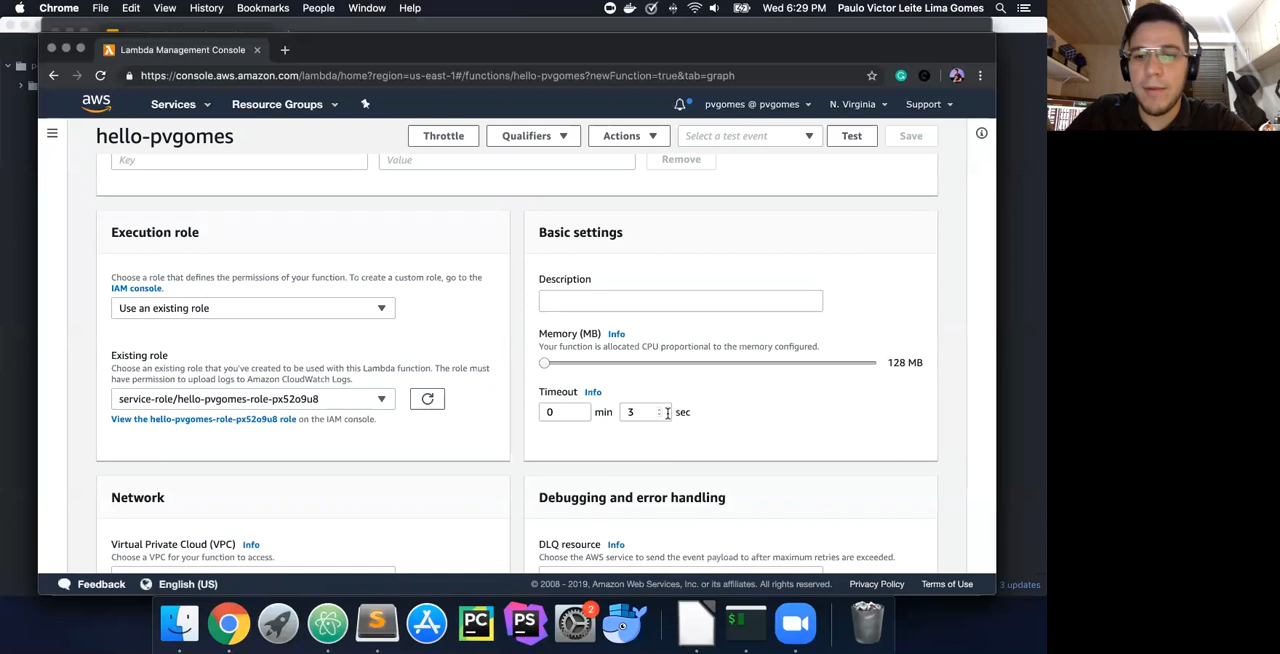 Chrome File Edit View History Bookmarks People Window Help Wed 6:29 PM Paulo Victor Leite Lima Gomes
Lambda Management Console
https://console.aws.amazon.com/lambda/home?region=us-east-1#/functions/hello-pvgomes?newFunction=true&tab=graph
aws Services Resource Groups pvgomes @ pvgomes N. Virginia Support
hello-pvgomes Throttle Qualifiers Actions Select a test event Test Save
Key Value Remove
Execution role
Choose a role that defines the permissions of your function. To create a custom role, go to the
IAM console.
Use an existing role
Existing role
Choose an existing role that you've created to be used with this Lambda function. The role must
have permission to upload logs to Amazon CloudWatch Logs.
service-role/hello-pvgomes-role-px52o9u8
View the hello-pvgomes-role-px52o9u8 role on the IAM console.
Basic settings
Description
Memory (MB) Info
Your function is allocated CPU proportional to the memory configured.
128 MB
Timeout Info
0 min 3 sec
Network
Virtual Private Cloud (VPC) Info
Choose a VPC for your function to access.
Debugging and error handling
DLQ resource Info
Choose the AWS service to send the event payload to after maximum retries are exceeded.
Feedback English (US) © 2008 - 2019, Amazon Web Services, Inc. or its affiliates. All rights reserved. Privacy Policy Terms of Use
3 updates
S PC PS 2 $